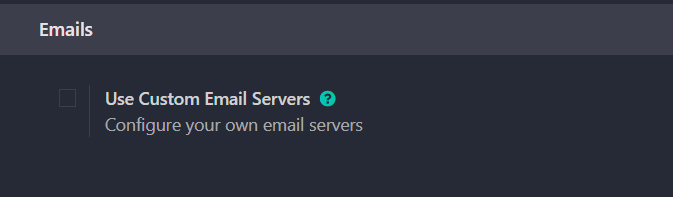 Emails
Use Custom Email Servers ?
Configure your own email servers